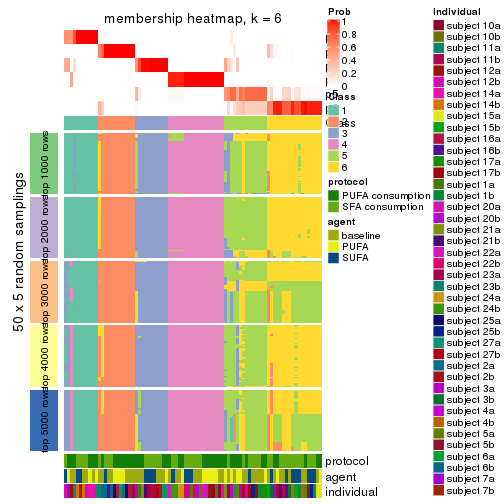 membership heatmap, k = 6
50 x 5 random samplings
top 1000 rows
top 2000 rows
top 3000 rows
top 4000 rows
top 5000 rows
Class
protocol
agent
individual
Prob
1
0.8
0.6
0.4
0.2
0
Class
1
2
3
4
5
6
protocol
PUFA consumption
SFA consumption
agent
baseline
PUFA
SUFA
individual
subject 10a
subject 10b
subject 11a
subject 11b
subject 12a
subject 12b
subject 14a
subject 14b
subject 15a
subject 15b
subject 16a
subject 16b
subject 17a
subject 17b
subject 1a
subject 1b
subject 20a
subject 20b
subject 21a
subject 21b
subject 22a
subject 22b
subject 23a
subject 23b
subject 24a
subject 24b
subject 25a
subject 25b
subject 27a
subject 27b
subject 2a
subject 2b
subject 3a
subject 3b
subject 4a
subject 4b
subject 5a
subject 5b
subject 6a
subject 6b
subject 7a
subject 7b